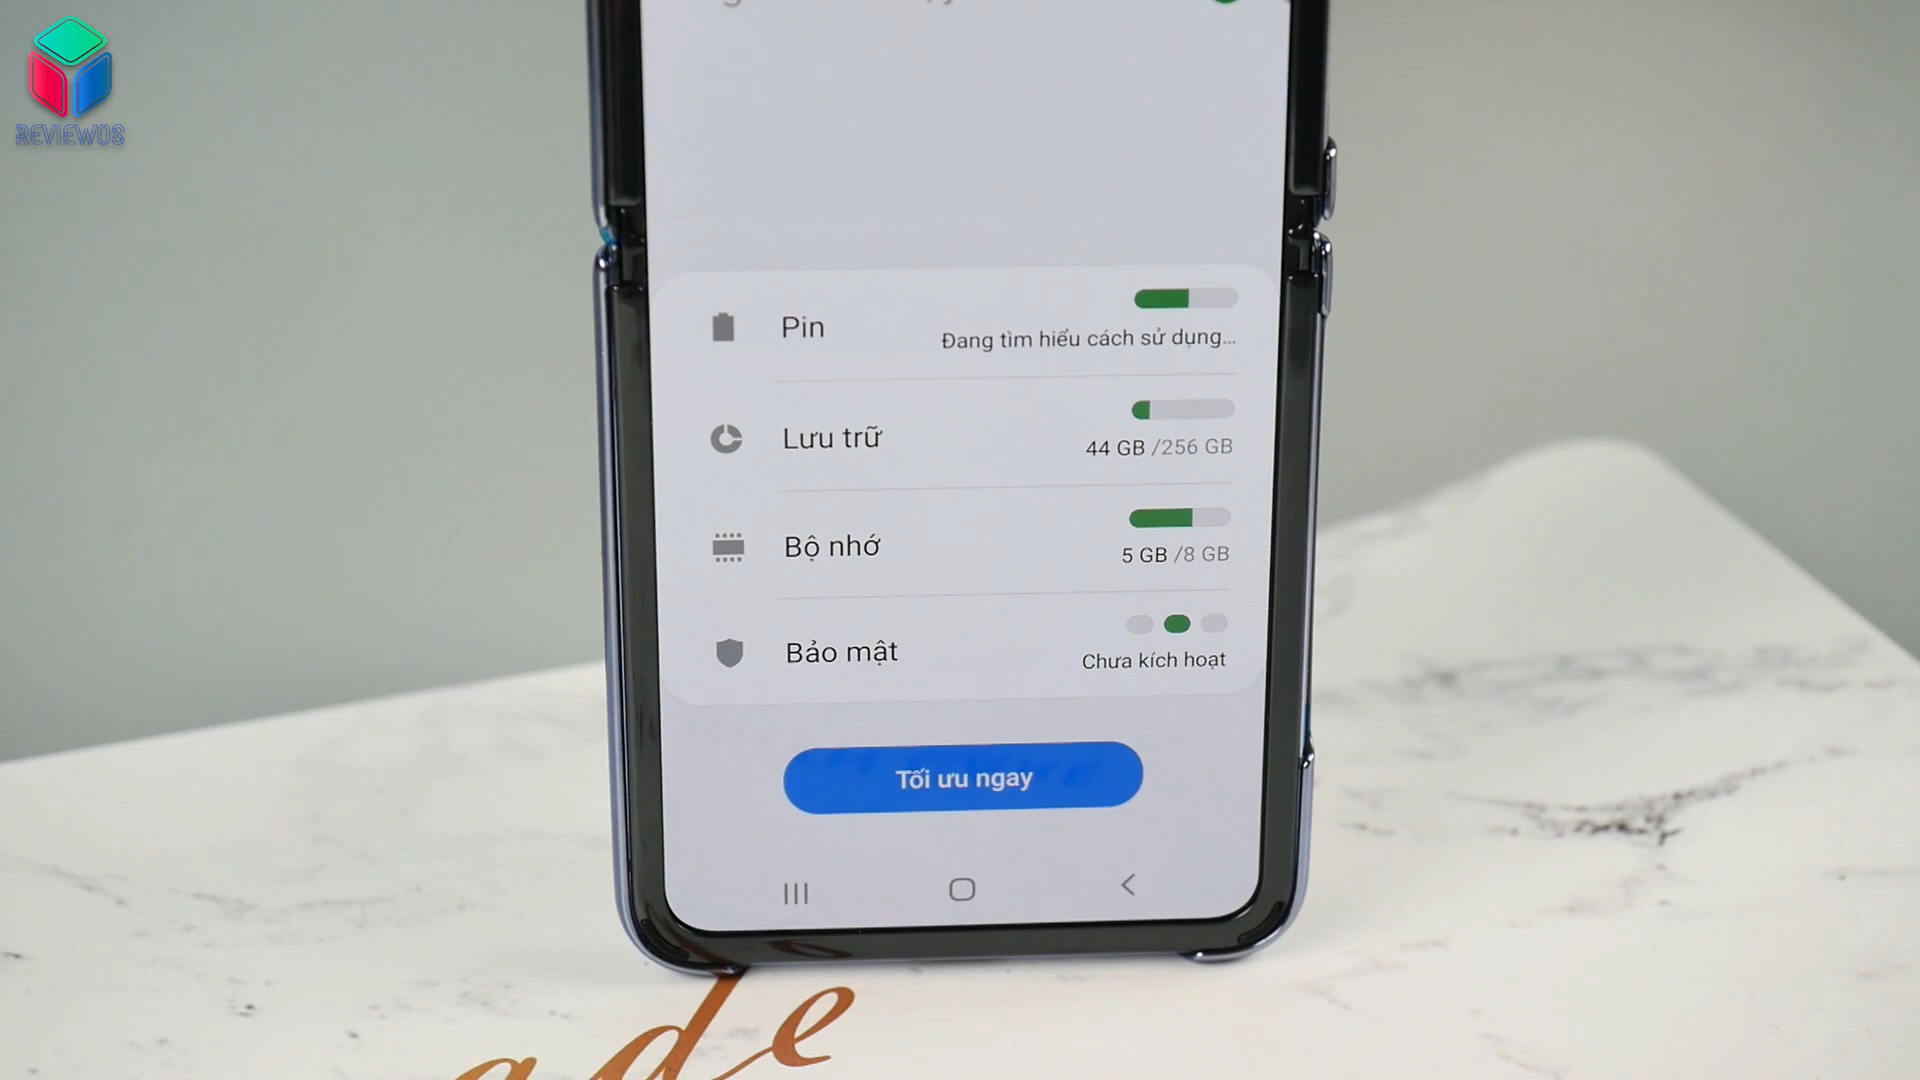 REVIEWOS
Pin
Đang tìm hiểu cách sử dụng...
Lưu trữ
44 GB /256 GB
Bộ nhớ
5 GB /8 GB
Bảo mật
Chưa kích hoạt
Tối ưu ngay
ade